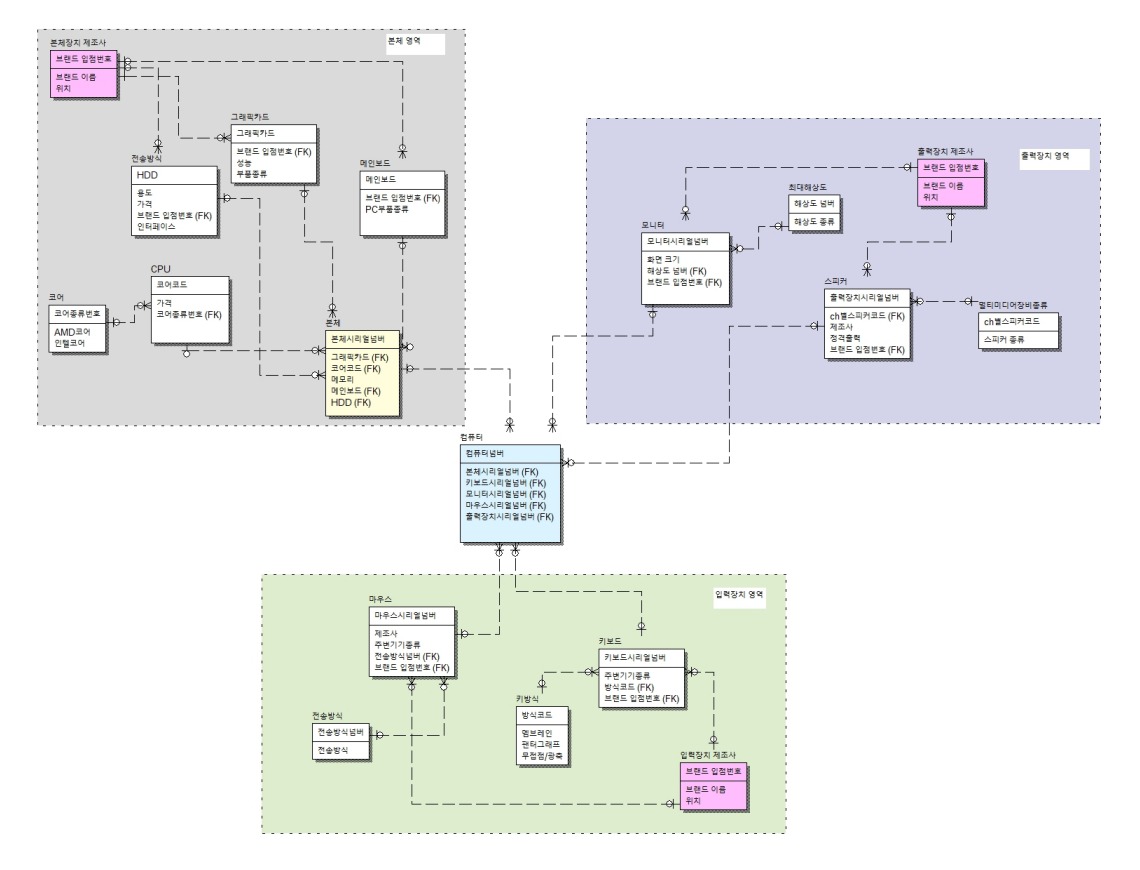 본체 영역
본체장치 제조사
브랜드 입점번호
브랜드 이름
위치
그래픽카드
그래픽카드
브랜드 입점번호 (FK)
성능
부품종류
전송방식
HDD
용도
가격
브랜드 입점번호 (FK)
인터페이스
메인보드
메인보드
브랜드 입점번호 (FK)
PC부품종류
CPU
코어코드
가격
코어종류번호 (FK)
코어
코어종류번호
AMD코어
인텔코어
본체
본체시리얼넘버
그래픽카드 (FK)
코어코드 (FK)
메모리
메인보드 (FK)
HDD (FK)
출력장치 영역
출력장치 제조사
브랜드 입점번호
브랜드 이름
위치
최대해상도
해상도 넘버
해상도 종류
모니터
모니터시리얼넘버
화면 크기
해상도 넘버 (FK)
브랜드 입점번호 (FK)
스피커
출력장치시리얼넘버
ch별스피커코드 (FK)
제조사
정격출력
브랜드 입점번호 (FK)
멀티미디어장비종류
ch별스피커코드
스피커 종류
컴퓨터
컴퓨터넘버
본체시리얼넘버 (FK)
키보드시리얼넘버 (FK)
모니터시리얼넘버 (FK)
마우스시리얼넘버 (FK)
출력장치시리얼넘버 (FK)
입력장치 영역
마우스
마우스시리얼넘버
제조사
주변기기종류
전송방식넘버 (FK)
브랜드 입점번호 (FK)
키보드
키보드시리얼넘버
주변기기종류
방식코드 (FK)
브랜드 입점번호 (FK)
키방식
방식코드
멤브레인
팬터그래프
무접점/광축
전송방식
전송방식넘버
전송방식
입력장치 제조사
브랜드 입점번호
브랜드 이름
위치